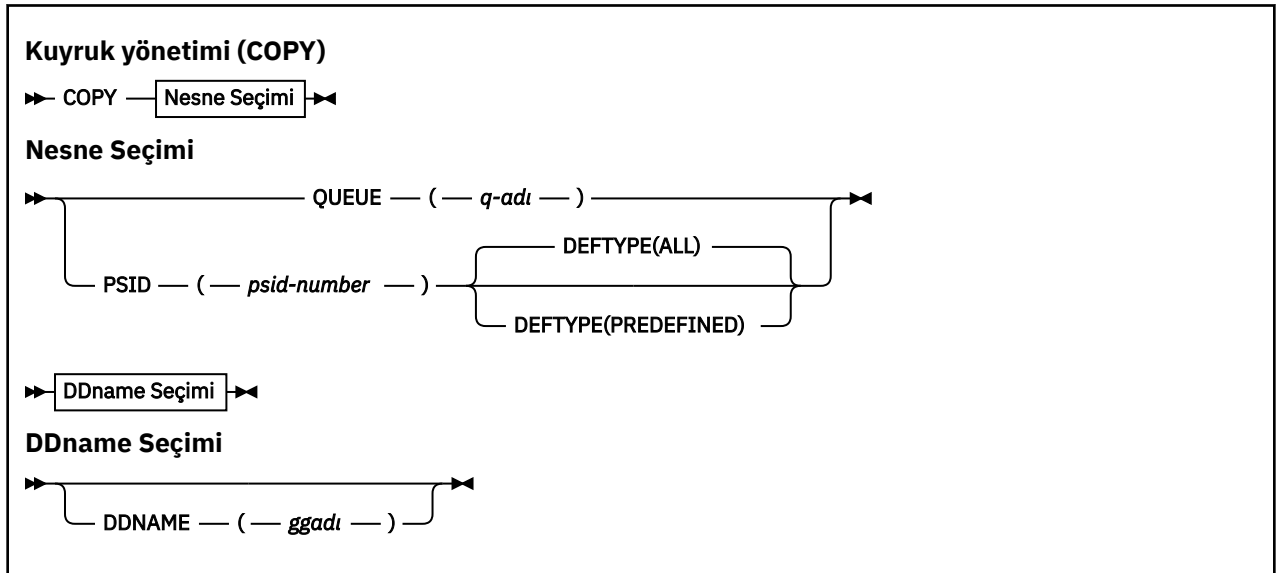 Kuyruk yönetimi (COPY)
COPY Nesne Seçimi
Nesne Seçimi
QUEUE ( q-adı )
DEFTYPE(ALL)
PSID ( psid-number )
DEFTYPE(PREDEFINED)
DDname Seçimi
DDname Seçimi
DDNAME ( ggadı )